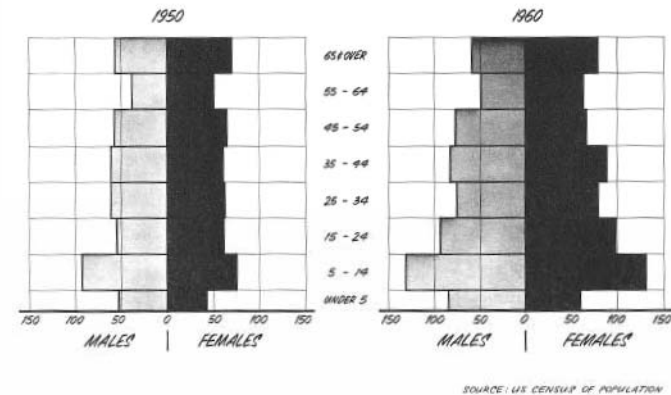 1950 1960
65 & OVER
55 - 64
45 - 54
35 - 44
25 - 34
15 - 24
5 - 14
UNDER 5
150 100 50 0 50 100 150 150 100 50 0 50 100 150
MALES FEMALES MALES FEMALES
SOURCE: US CENSUS OF POPULATION